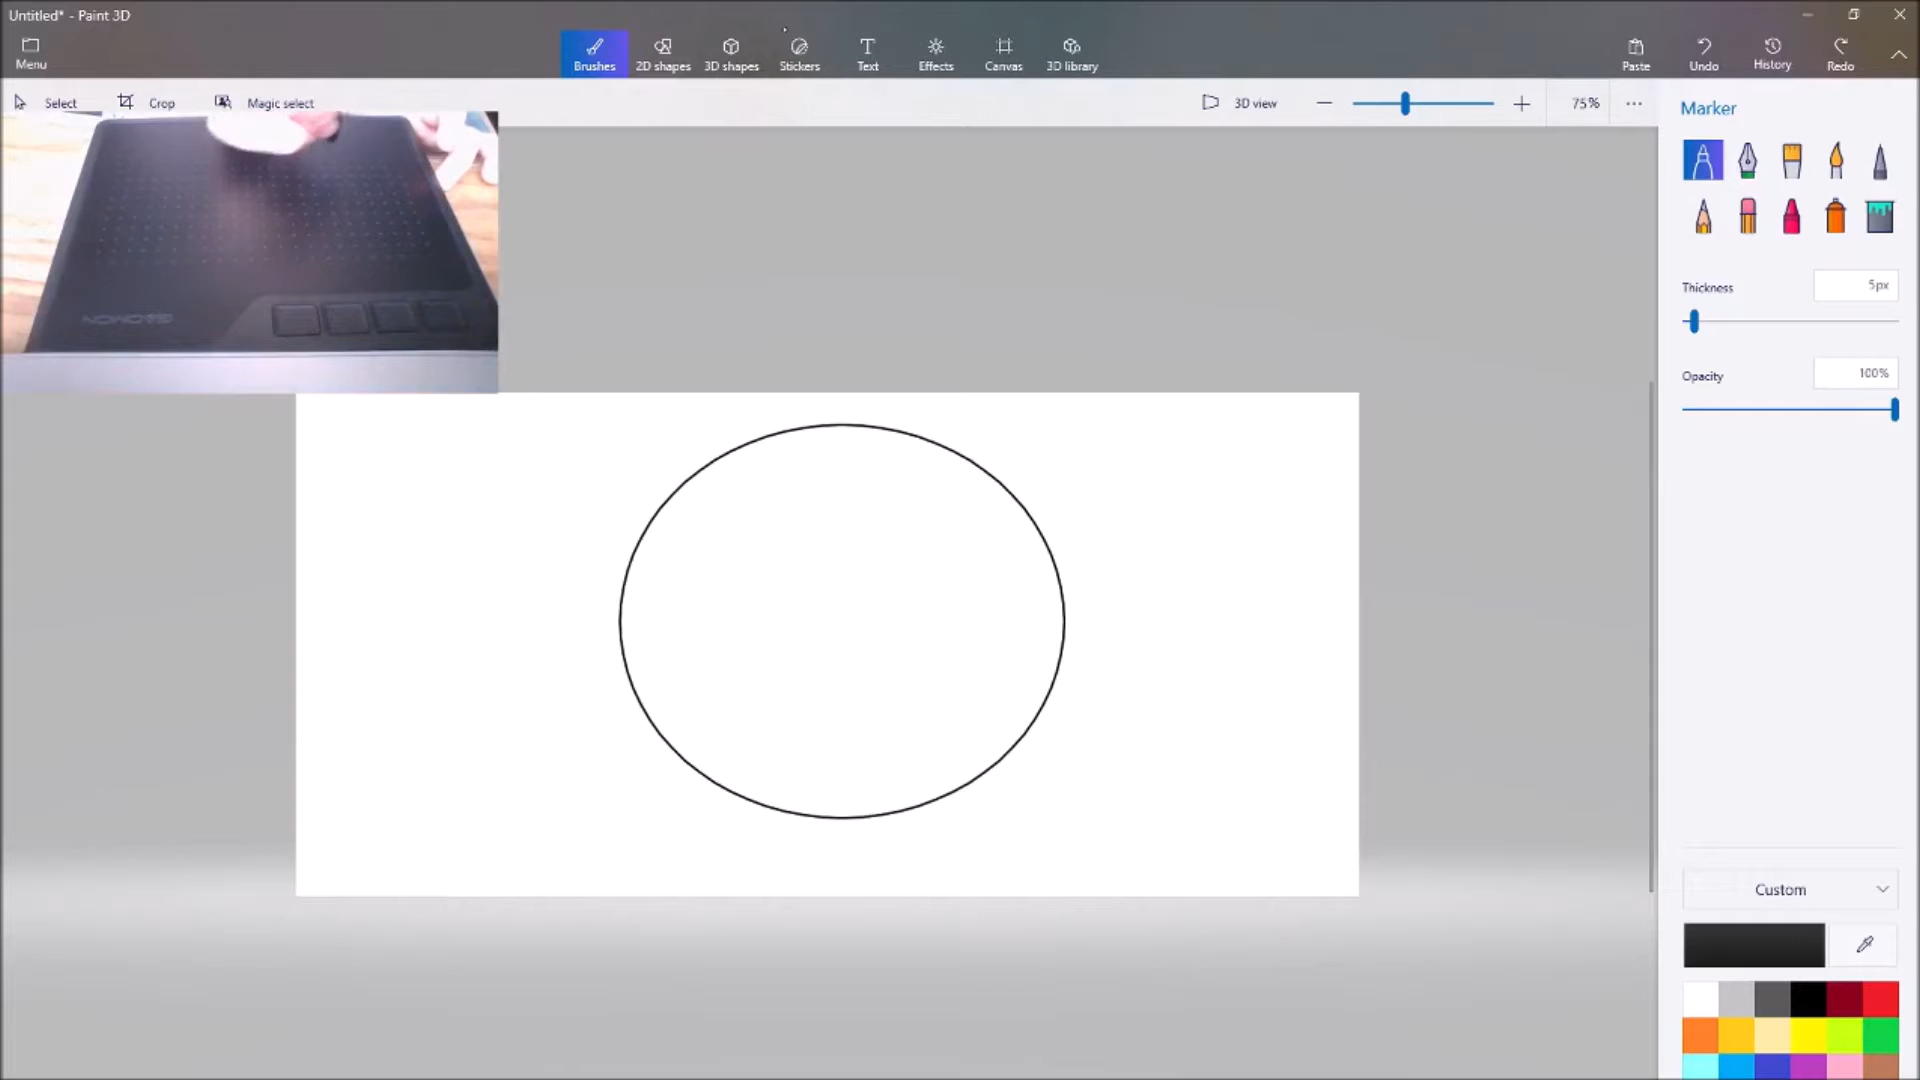 Untitled* - Paint 3D
Menu
Brushes
2D shapes
3D shapes
Stickers
Text
Effects
Canvas
3D library
Paste
Undo
History
Redo
Select
Crop
Magic select
3D view
75%
Marker
Thickness
5px
Opacity
100%
GAOMON
Custom